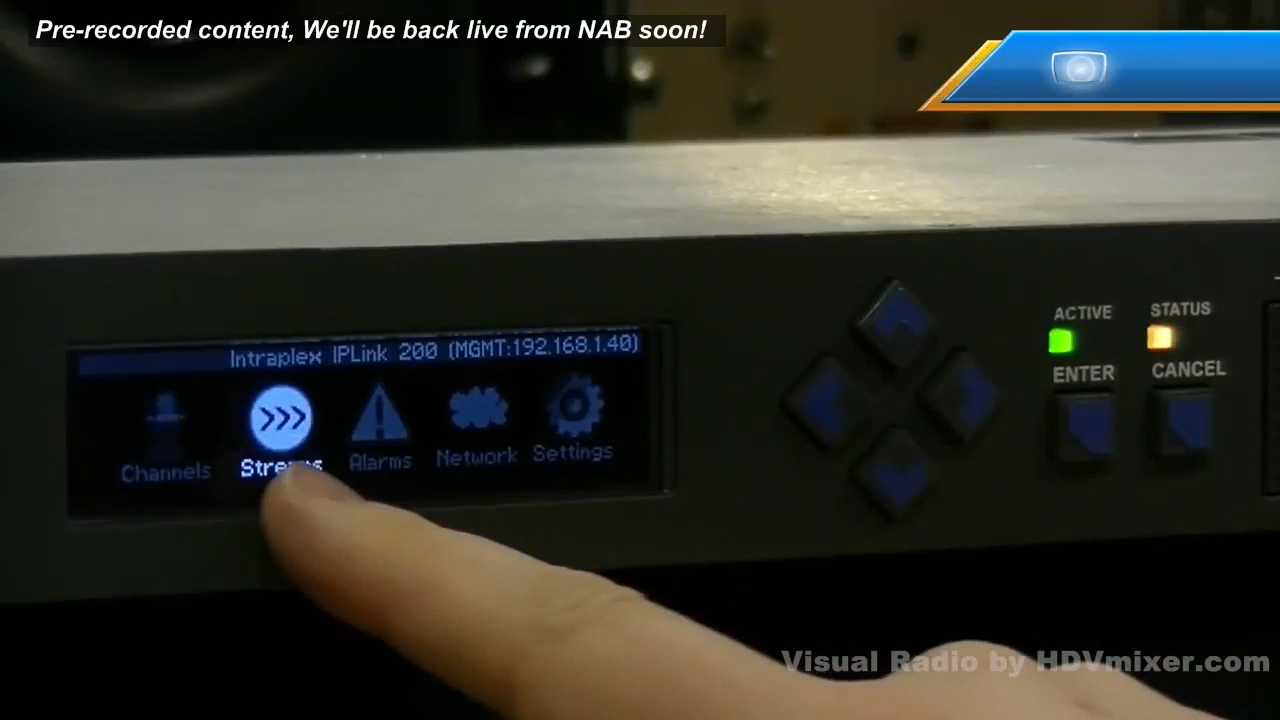 Pre-recorded content, We'll be back live from NAB soon!
Intraplex IPLink 200 (MGMT:192.168.1.40)
Channels Streams Alarms Network Settings
ACTIVE STATUS
ENTER CANCEL
Visual Radio by HDVmixer.com